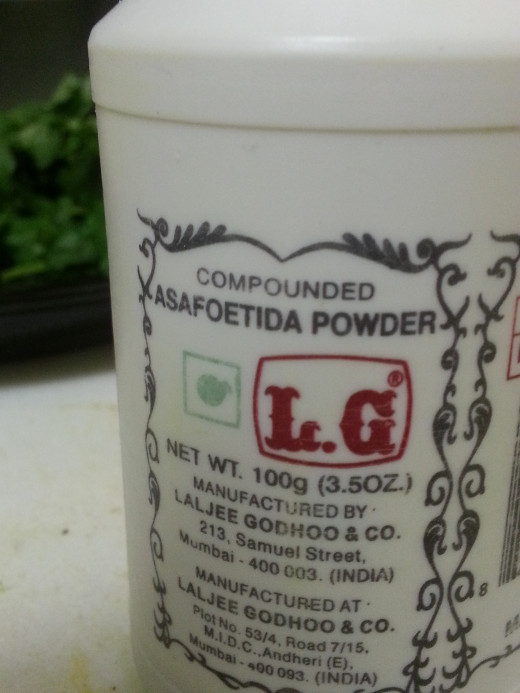 COMPOUNDED
ASAFOETIDA POWDER
L.G®
NET WT. 100g (3.5OZ.)
MANUFACTURED BY ·
LALJEE GODHOO & CO.
213, Samuel Street,
Mumbai - 400 003. (INDIA)
MANUFACTURED AT ·
LALJEE GODHOO & CO.
Plot No. 53/4, Road 7/15,
M.I.D.C., Andheri (E),
Mumbai - 400 093. (INDIA)
8